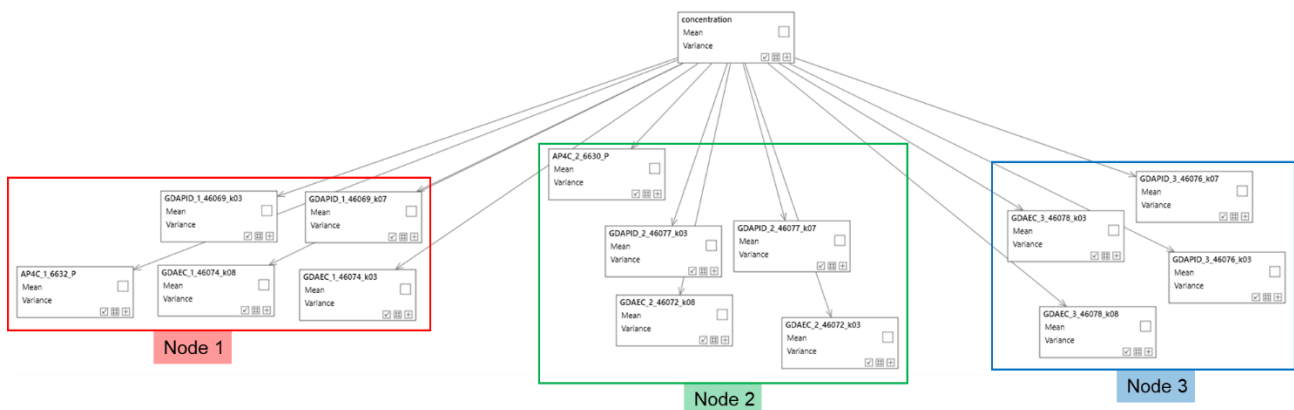 concentration
Mean
Variance
AP4C_2_6630_P
Mean
Variance
GDAPID_1_46069_k03
Mean
Variance
GDAPID_1_46069_k07
Mean
Variance
AP4C_1_6632_P
Mean
Variance
GDAEC_1_46074_k08
Mean
Variance
GDAEC_1_46074_k03
Mean
Variance
Node 1
GDAPID_2_46077_k03
Mean
Variance
GDAPID_2_46077_k07
Mean
Variance
GDAEC_2_46072_k08
Mean
Variance
GDAEC_2_46072_k03
Mean
Variance
Node 2
GDAPID_3_46076_k07
Mean
Variance
GDAEC_3_46078_k03
Mean
Variance
GDAPID_3_46076_k03
Mean
Variance
GDAEC_3_46078_k08
Mean
Variance
Node 3